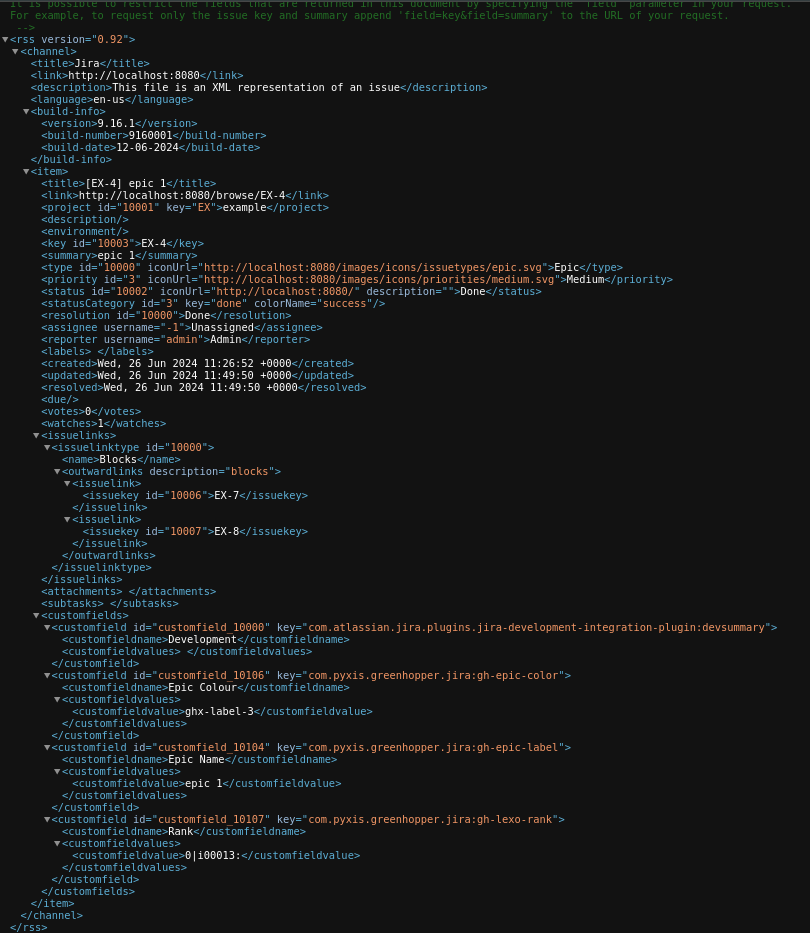 It is possible to restrict the fields that are returned in this document by specifying the 'field' parameter in your request.
For example, to request only the issue key and summary append 'field=key&field=summary' to the URL of your request.
-->
<rss version="0.92">
<channel>
<title>Jira</title>
<link>http://localhost:8080</link>
<description>This file is an XML representation of an issue</description>
<language>en-us</language>
<build-info>
<version>9.16.1</version>
<build-number>9160001</build-number>
<build-date>12-06-2024</build-date>
</build-info>
<item>
<title>[EX-4] epic 1</title>
<link>http://localhost:8080/browse/EX-4</link>
<project id="10001" key="EX">example</project>
<description/>
<environment/>
<key id="10003">EX-4</key>
<summary>epic 1</summary>
<type id="10000" iconUrl="http://localhost:8080/images/icons/issuetypes/epic.svg">Epic</type>
<priority id="3" iconUrl="http://localhost:8080/images/icons/priorities/medium.svg">Medium</priority>
<status id="10002" iconUrl="http://localhost:8080/" description="">Done</status>
<statusCategory id="3" key="done" colorName="success"/>
<resolution id="10000">Done</resolution>
<assignee username="-1">Unassigned</assignee>
<reporter username="admin">Admin</reporter>
<labels> </labels>
<created>Wed, 26 Jun 2024 11:26:52 +0000</created>
<updated>Wed, 26 Jun 2024 11:49:50 +0000</updated>
<resolved>Wed, 26 Jun 2024 11:49:50 +0000</resolved>
<due/>
<votes>0</votes>
<watches>1</watches>
<issuelinks>
<issuelinktype id="10000">
<name>Blocks</name>
<outwardlinks description="blocks">
<issuelink>
<issuekey id="10006">EX-7</issuekey>
</issuelink>
<issuelink>
<issuekey id="10007">EX-8</issuekey>
</issuelink>
</outwardlinks>
</issuelinktype>
</issuelinks>
<attachments> </attachments>
<subtasks> </subtasks>
<customfields>
<customfield id="customfield_10000" key="com.atlassian.jira.plugins.jira-development-integration-plugin:devsummary">
<customfieldname>Development</customfieldname>
<customfieldvalues> </customfieldvalues>
</customfield>
<customfield id="customfield_10106" key="com.pyxis.greenhopper.jira:gh-epic-color">
<customfieldname>Epic Colour</customfieldname>
<customfieldvalues>
<customfieldvalue>ghx-label-3</customfieldvalue>
</customfieldvalues>
</customfield>
<customfield id="customfield_10104" key="com.pyxis.greenhopper.jira:gh-epic-label">
<customfieldname>Epic Name</customfieldname>
<customfieldvalues>
<customfieldvalue>epic 1</customfieldvalue>
</customfieldvalues>
</customfield>
<customfield id="customfield_10107" key="com.pyxis.greenhopper.jira:gh-lexo-rank">
<customfieldname>Rank</customfieldname>
<customfieldvalues>
<customfieldvalue>0|i00013:</customfieldvalue>
</customfieldvalues>
</customfield>
</customfields>
</item>
</channel>
</rss>